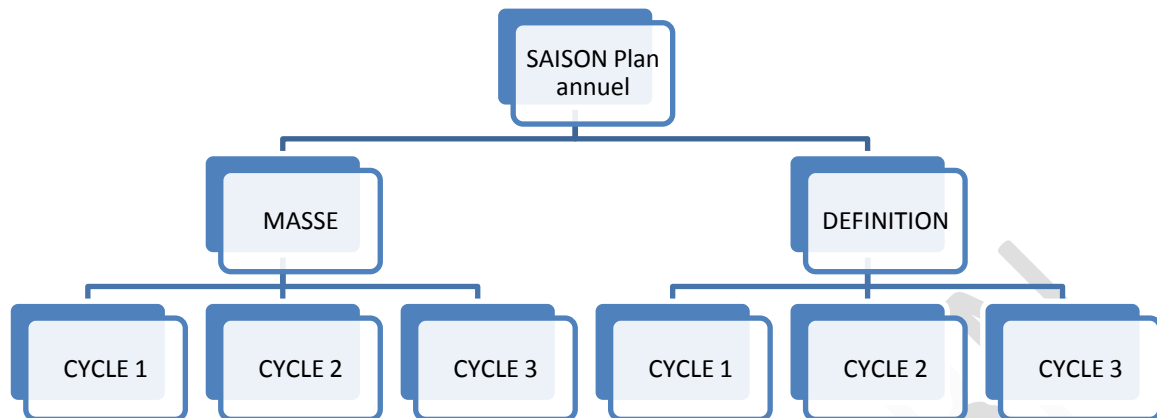 SAISON Plan
annuel
MASSE
DEFINITION
CYCLE 1
CYCLE 2
CYCLE 3
CYCLE 1
CYCLE 2
CYCLE 3